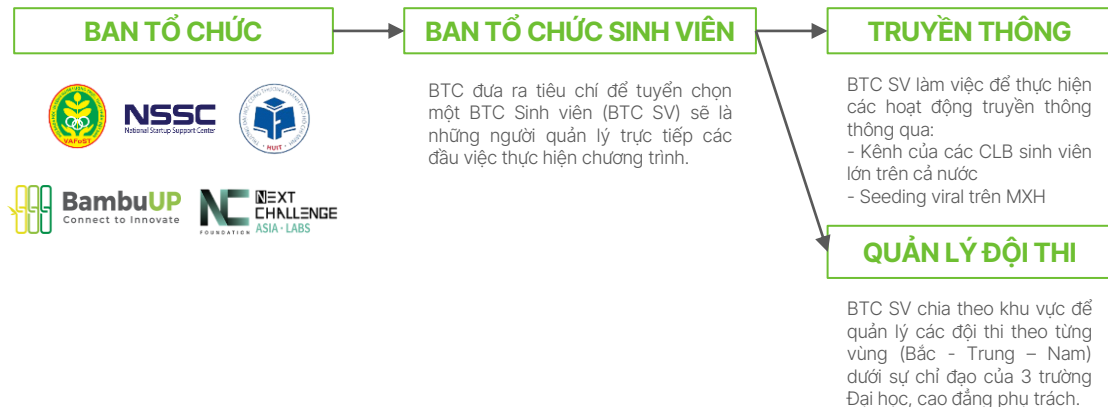 BAN TỔ CHỨC
VAFoST
NSSC
National Startup Support Center
HUIT
BambuUP
Connect to Innovate
NC
FOUNDATION
NEXT
CHALLENGE
ASIA · LABS
BAN TỔ CHỨC SINH VIÊN
BTC đưa ra tiêu chí để tuyển chọn
một BTC Sinh viên (BTC SV) sẽ là
những người quản lý trực tiếp các
đầu việc thực hiện chương trình.
TRUYỀN THÔNG
BTC SV làm việc để thực hiện
các hoạt động truyền thông
thông qua:
- Kênh của các CLB sinh viên
lớn trên cả nước
- Seeding viral trên MXH
QUẢN LÝ ĐỘI THI
BTC SV chia theo khu vực để
quản lý các đội thi theo từng
vùng (Bắc - Trung – Nam)
dưới sự chỉ đạo của 3 trường
Đại học, cao đẳng phụ trách.